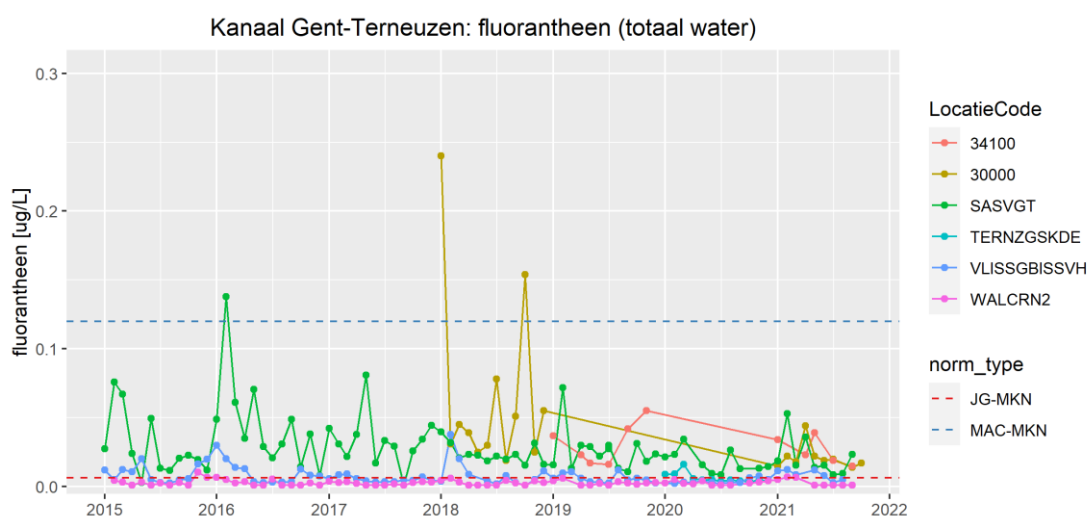 Kanaal Gent-Terneuzen: fluorantheen (totaal water)
fluorantheen [ug/L]
0.3
0.2
0.1
0.0
2015 2016 2017 2018 2019 2020 2021 2022
LocatieCode
34100
30000
SASVGT
TERNZGSKDE
VLISSGBISSVH
WALCRN2
norm_type
JG-MKN
MAC-MKN